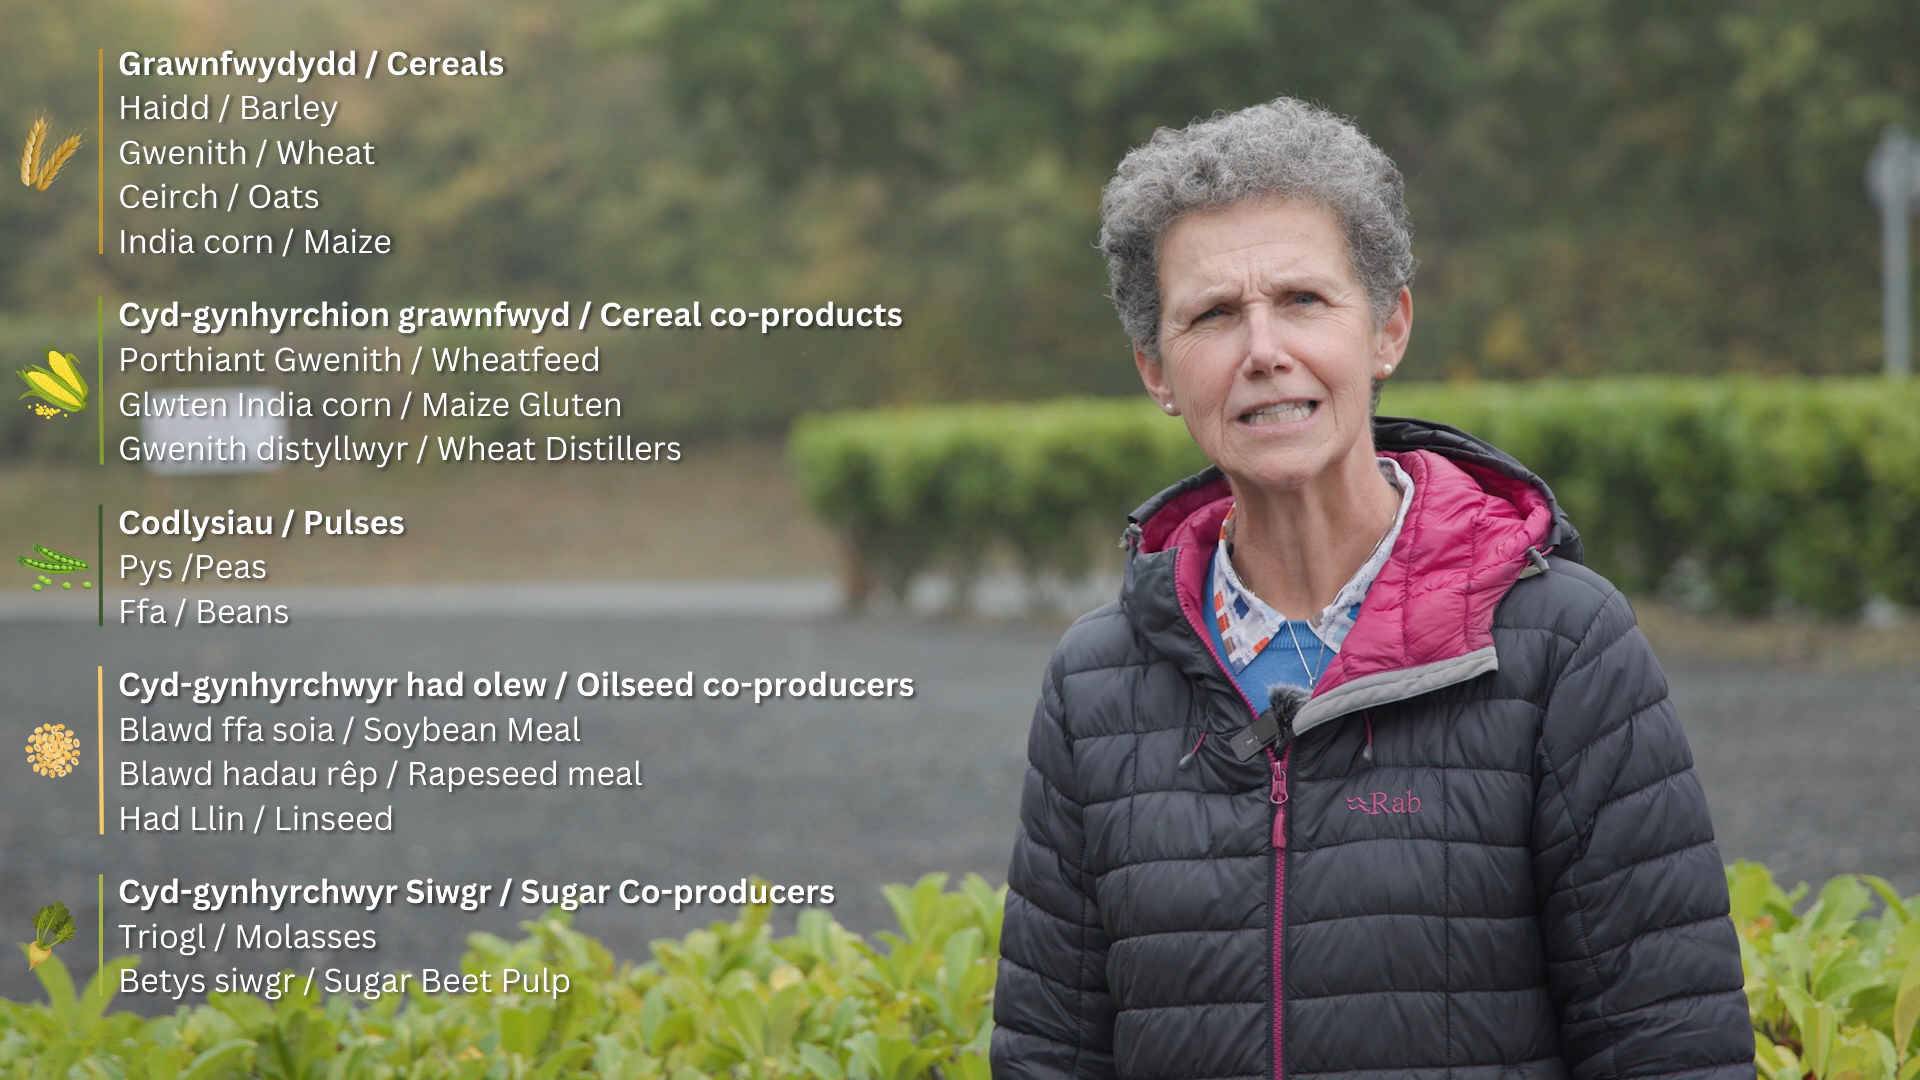 Grawnfwydydd / Cereals
Haidd / Barley
Gwenith / Wheat
Ceirch / Oats
India corn / Maize
Cyd-gynhyrchion grawnfwyd / Cereal co-products
Porthiant Gwenith / Wheatfeed
Glwten India corn / Maize Gluten
Gwenith distyllwyr / Wheat Distillers
Codlysiau / Pulses
Pys /Peas
Ffa / Beans
Cyd-gynhyrchwyr had olew / Oilseed co-producers
Blawd ffa soia / Soybean Meal
Blawd hadau rêp / Rapeseed meal
Had Llin / Linseed
Cyd-gynhyrchwyr Siwgr / Sugar Co-producers
Triogl / Molasses
Betys siwgr / Sugar Beet Pulp
Rab